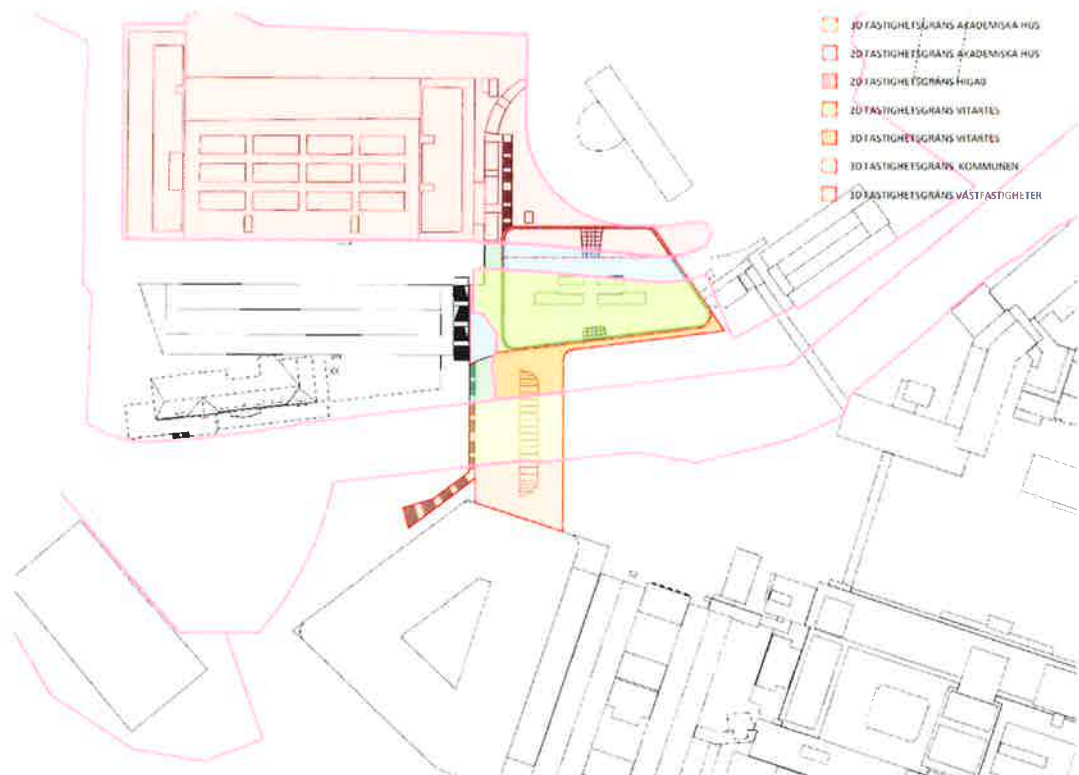 3D FASTIGHETSGRÄNS AKADEMISKA HUS
2D FASTIGHETSGRÄNS AKADEMISKA HUS
2D FASTIGHETSGRÄNS HIGAB
2D FASTIGHETSGRÄNS VITARTES
3D FASTIGHETSGRÄNS VITARTES
3D FASTIGHETSGRÄNS KOMMUNEN
3D FASTIGHETSGRÄNS VÄSTFASTIGHETER